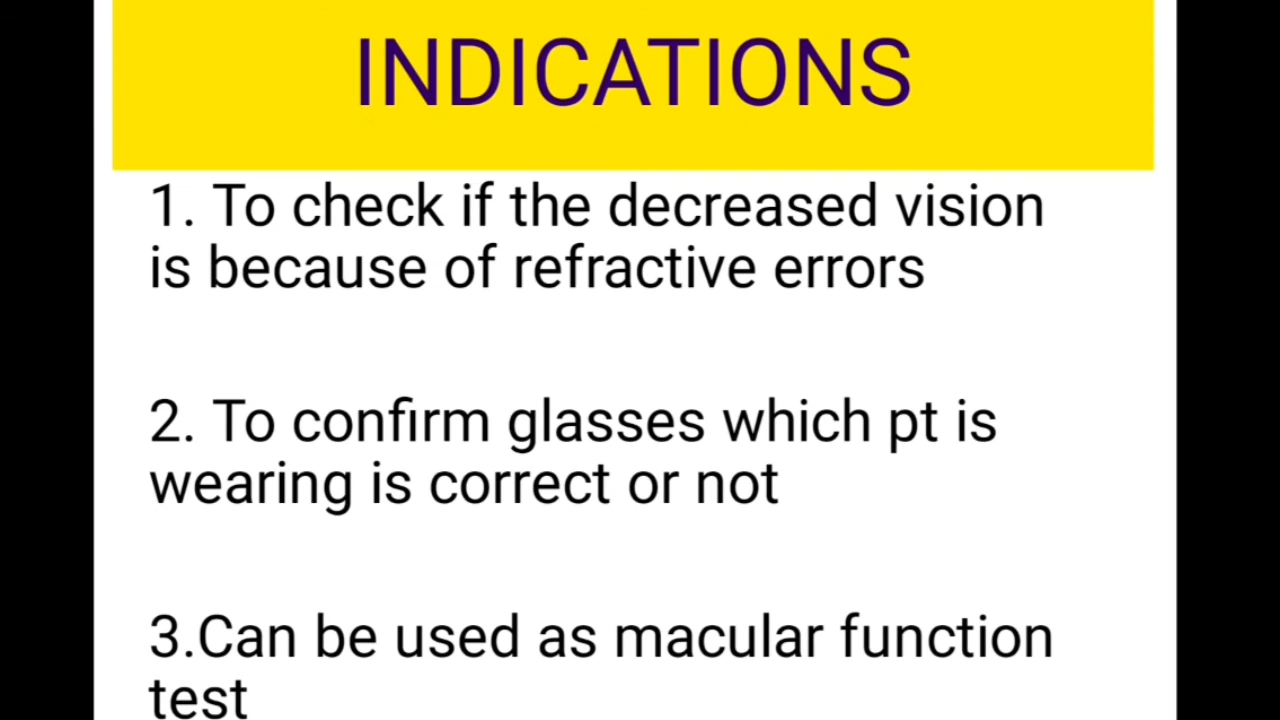 INDICATIONS
1. To check if the decreased vision
is because of refractive errors
2. To confirm glasses which pt is
wearing is correct or not
3.Can be used as macular function
test